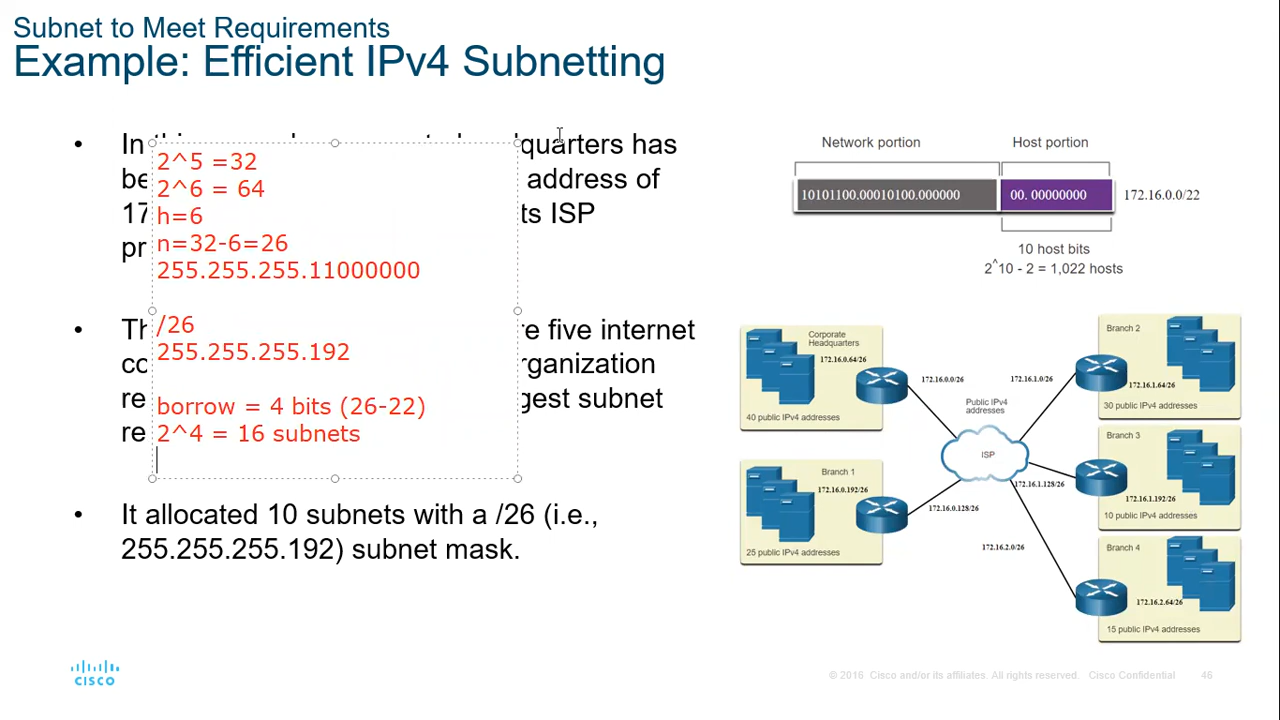 Subnet to Meet Requirements
Example: Efficient IPv4 Subnetting
• In quarters has
be address of
17 ts ISP
pr
2^5 =32
2^6 = 64
h=6
n=32-6=26
255.255.255.11000000
/26
255.255.255.192
borrow = 4 bits (26-22)
2^4 = 16 subnets
• Th re five internet
co rganization
re gest subnet
re
• It allocated 10 subnets with a /26 (i.e.,
255.255.255.192) subnet mask.
Network portion
Host portion
10101100.00010100.000000
00. 00000000
172.16.0.0/22
10 host bits
2^10 - 2 = 1,022 hosts
Corporate
Headquarters
172.16.0.64/26
40 public IPv4 addresses
172.16.0.0/26
172.16.1.0/26
Branch 2
172.16.1.64/26
30 public IPv4 addresses
Public IPv4
addresses
ISP
Branch 3
172.16.1.128/26
172.16.1.192/26
10 public IPv4 addresses
Branch 1
172.16.0.192/26
172.16.0.128/26
25 public IPv4 addresses
172.16.2.0/26
Branch 4
172.16.2.64/26
15 public IPv4 addresses
CISCO
© 2016 Cisco and/or its affiliates. All rights reserved. Cisco Confidential 46